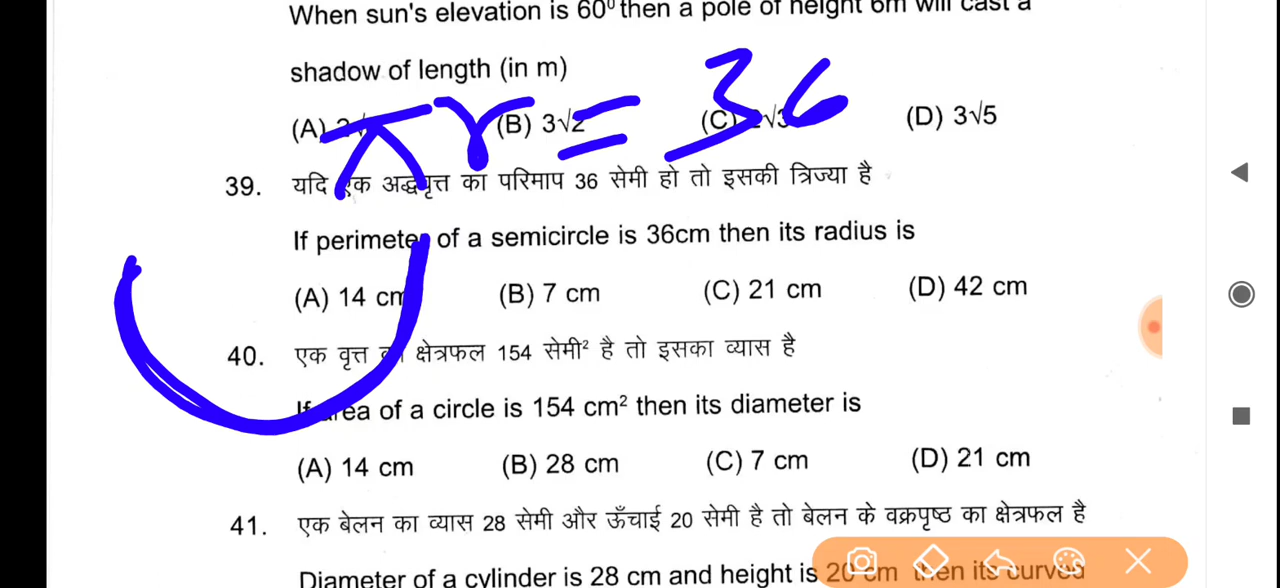 When sun's elevation is 60⁰ then a pole of height 6m will cast a
shadow of length (in m)
(A) (B) 3√2 (C) √3 (D) 3√5
πr = 36
39. यदि एक अर्द्धवृत्त का परिमाप 36 सेमी हो तो इसकी त्रिज्या है
If perimeter of a semicircle is 36cm then its radius is
(A) 14 cm (B) 7 cm (C) 21 cm (D) 42 cm
40. एक वृत्त का क्षेत्रफल 154 सेमी² है तो इसका व्यास है
If area of a circle is 154 cm² then its diameter is
(A) 14 cm (B) 28 cm (C) 7 cm (D) 21 cm
41. एक बेलन का व्यास 28 सेमी और ऊँचाई 20 सेमी है तो बेलन के वक्रपृष्ठ का क्षेत्रफल है
Diameter of a cylinder is 28 cm and height is 20 cm then its curved